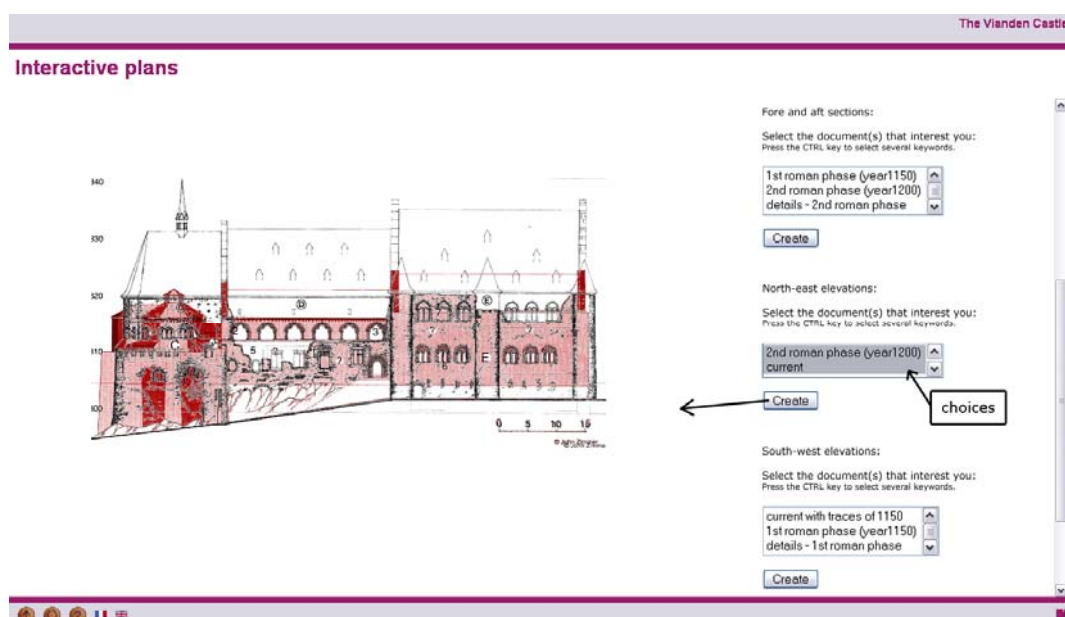 The Vianden Castle
Interactive plans
Fore and aft sections:
Select the document(s) that interest you:
Press the CTRL key to select several keywords.
1st roman phase (year1150)
2nd roman phase (year1200)
details - 2nd roman phase
Create
North-east elevations:
Select the document(s) that interest you:
Press the CTRL key to select several keywords.
2nd roman phase (year1200)
current
Create
choices
South-west elevations:
Select the document(s) that interest you:
Press the CTRL key to select several keywords.
current with traces of 1150
1st roman phase (year1150)
details - 1st roman phase
Create
340
330
320
310
300
D
E
C
5
2
3
7
7
F
0 5 10 15